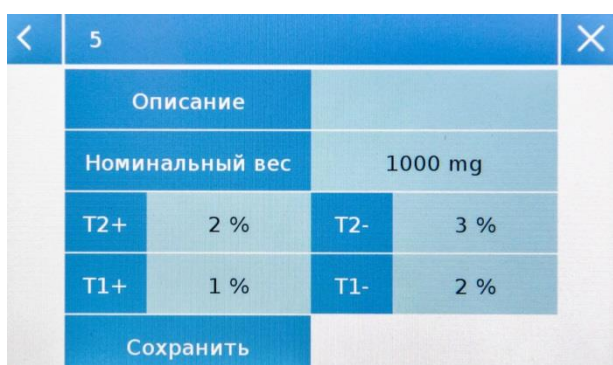 5
Описание
Номинальный вес 1000 mg
T2+ 2 % T2- 3 %
T1+ 1 % T1- 2 %
Сохранить